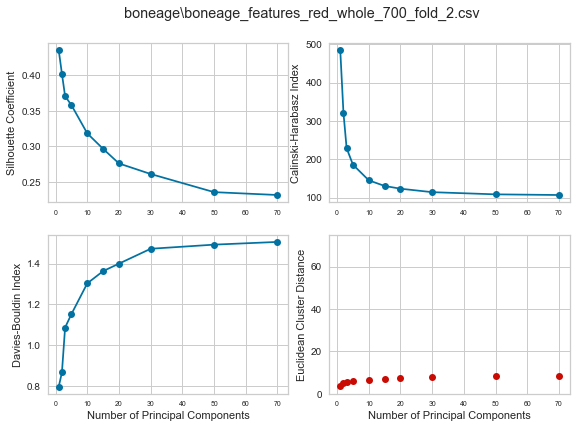 boneage\boneage_features_red_whole_700_fold_2.csv
Silhouette Coefficient
0.40
0.35
0.30
0.25
0 10 20 30 40 50 60 70
Calinski-Harabasz Index
500
400
300
200
100
0 10 20 30 40 50 60 70
Davies-Bouldin Index
1.4
1.2
1.0
0.8
0 10 20 30 40 50 60 70
Number of Principal Components
Euclidean Cluster Distance
60
40
20
0
0 10 20 30 40 50 60 70
Number of Principal Components